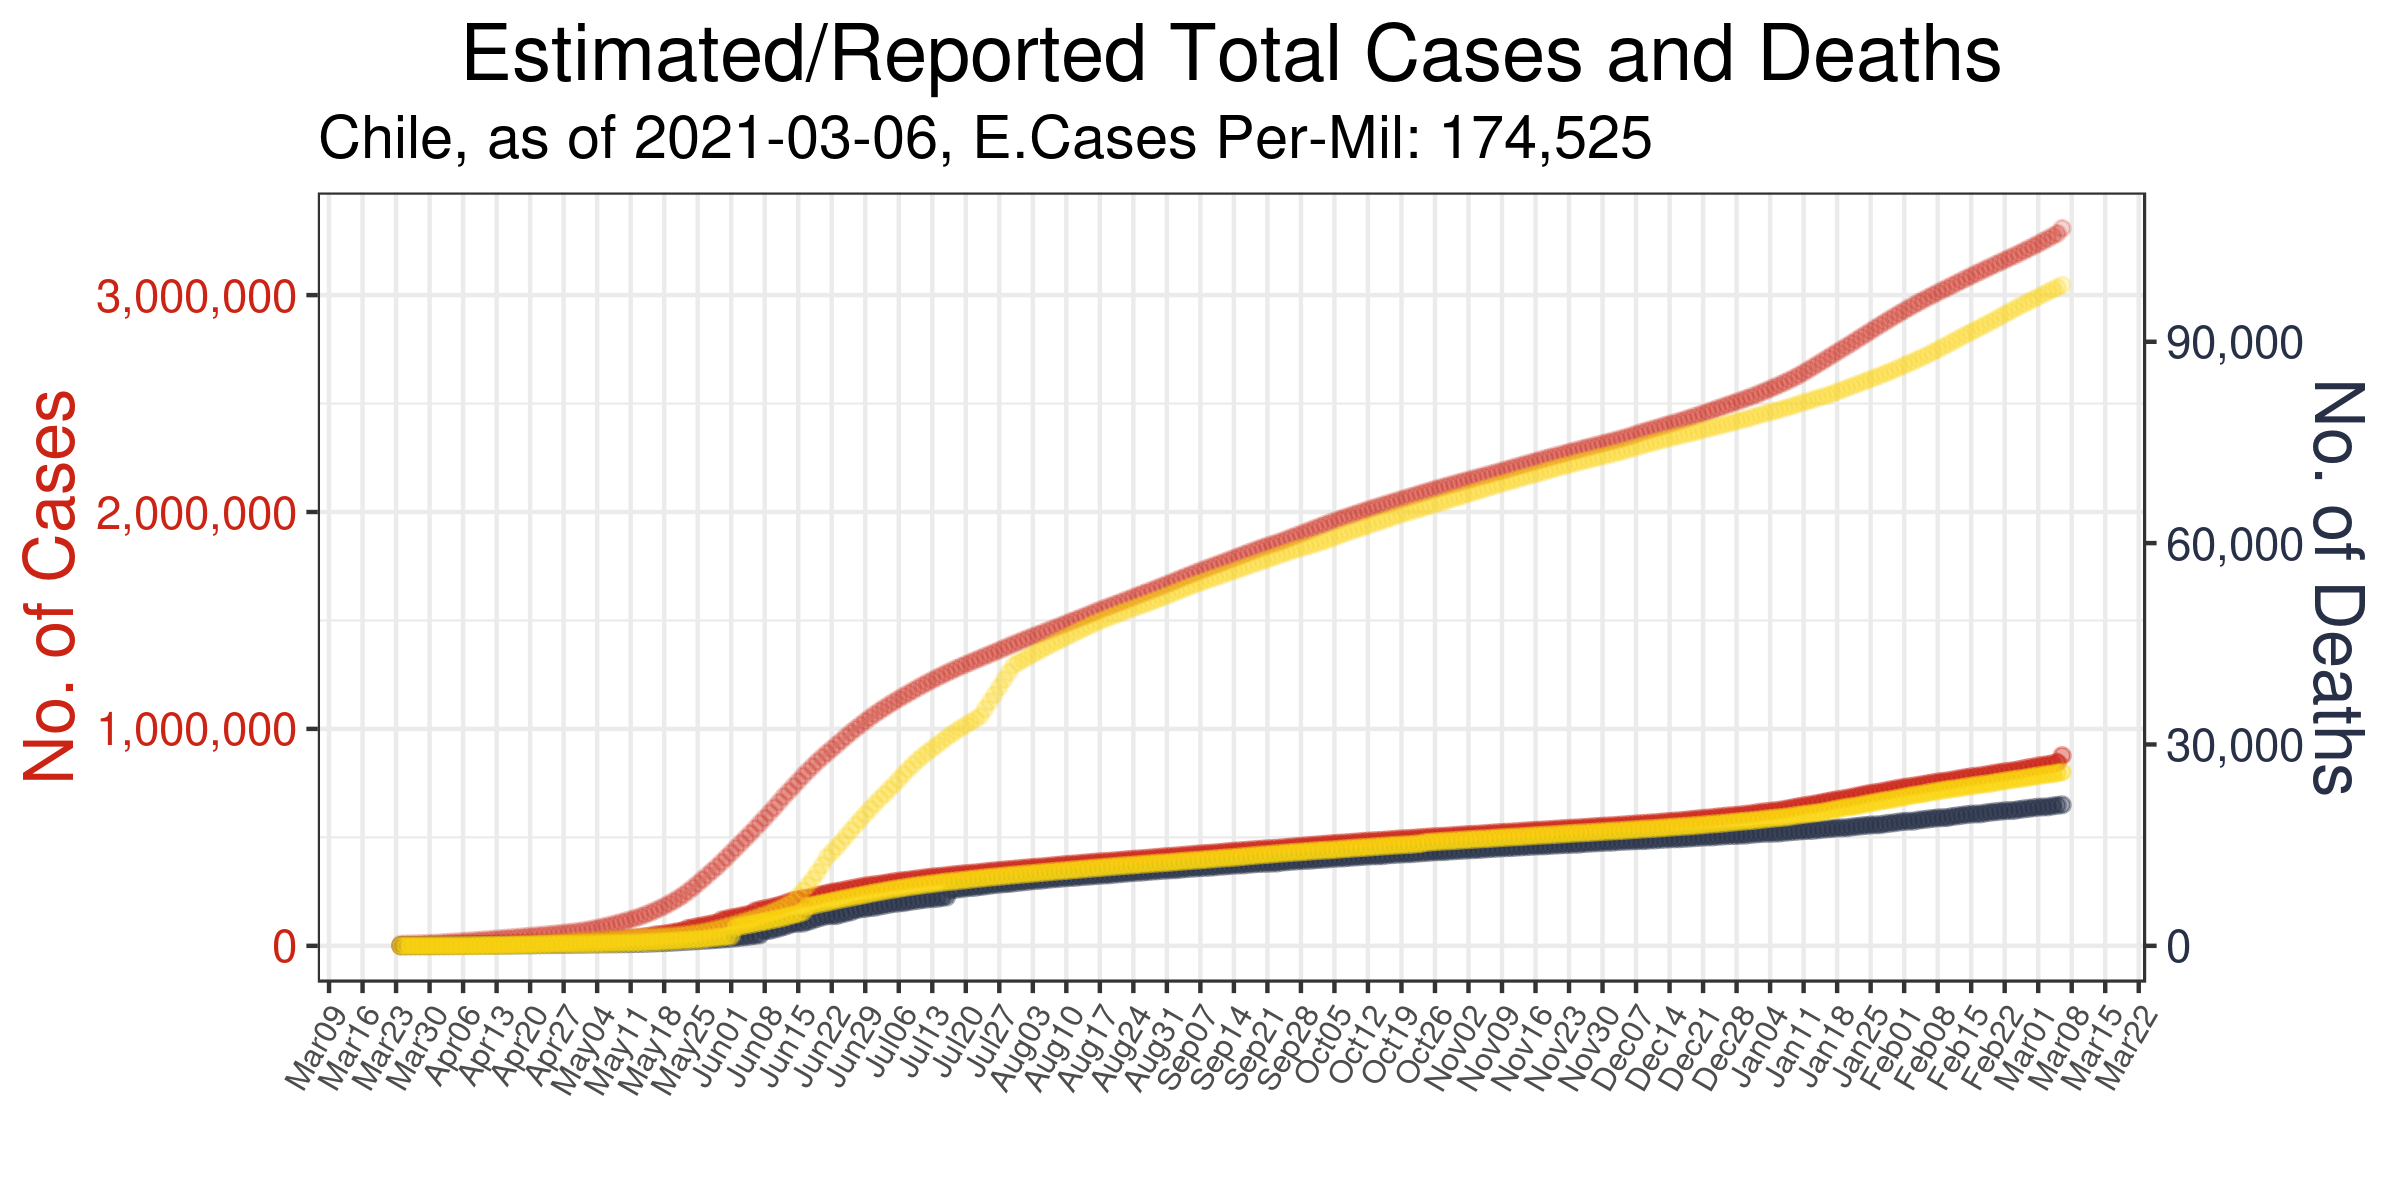 Estimated/Reported Total Cases and Deaths
Chile, as of 2021-03-06, E.Cases Per-Mil: 174,525
No. of Cases
3,000,000
2,000,000
1,000,000
0
90,000
60,000
30,000
0
No. of Deaths
Mar09
Mar16
Mar23
Mar30
Apr06
Apr13
Apr20
Apr27
May04
May11
May18
May25
Jun01
Jun08
Jun15
Jun22
Jun29
Jul06
Jul13
Jul20
Jul27
Aug03
Aug10
Aug17
Aug24
Aug31
Sep07
Sep14
Sep21
Sep28
Oct05
Oct12
Oct19
Oct26
Nov02
Nov09
Nov16
Nov23
Nov30
Dec07
Dec14
Dec21
Dec28
Jan04
Jan11
Jan18
Jan25
Feb01
Feb08
Feb15
Feb22
Mar01
Mar08
Mar15
Mar22